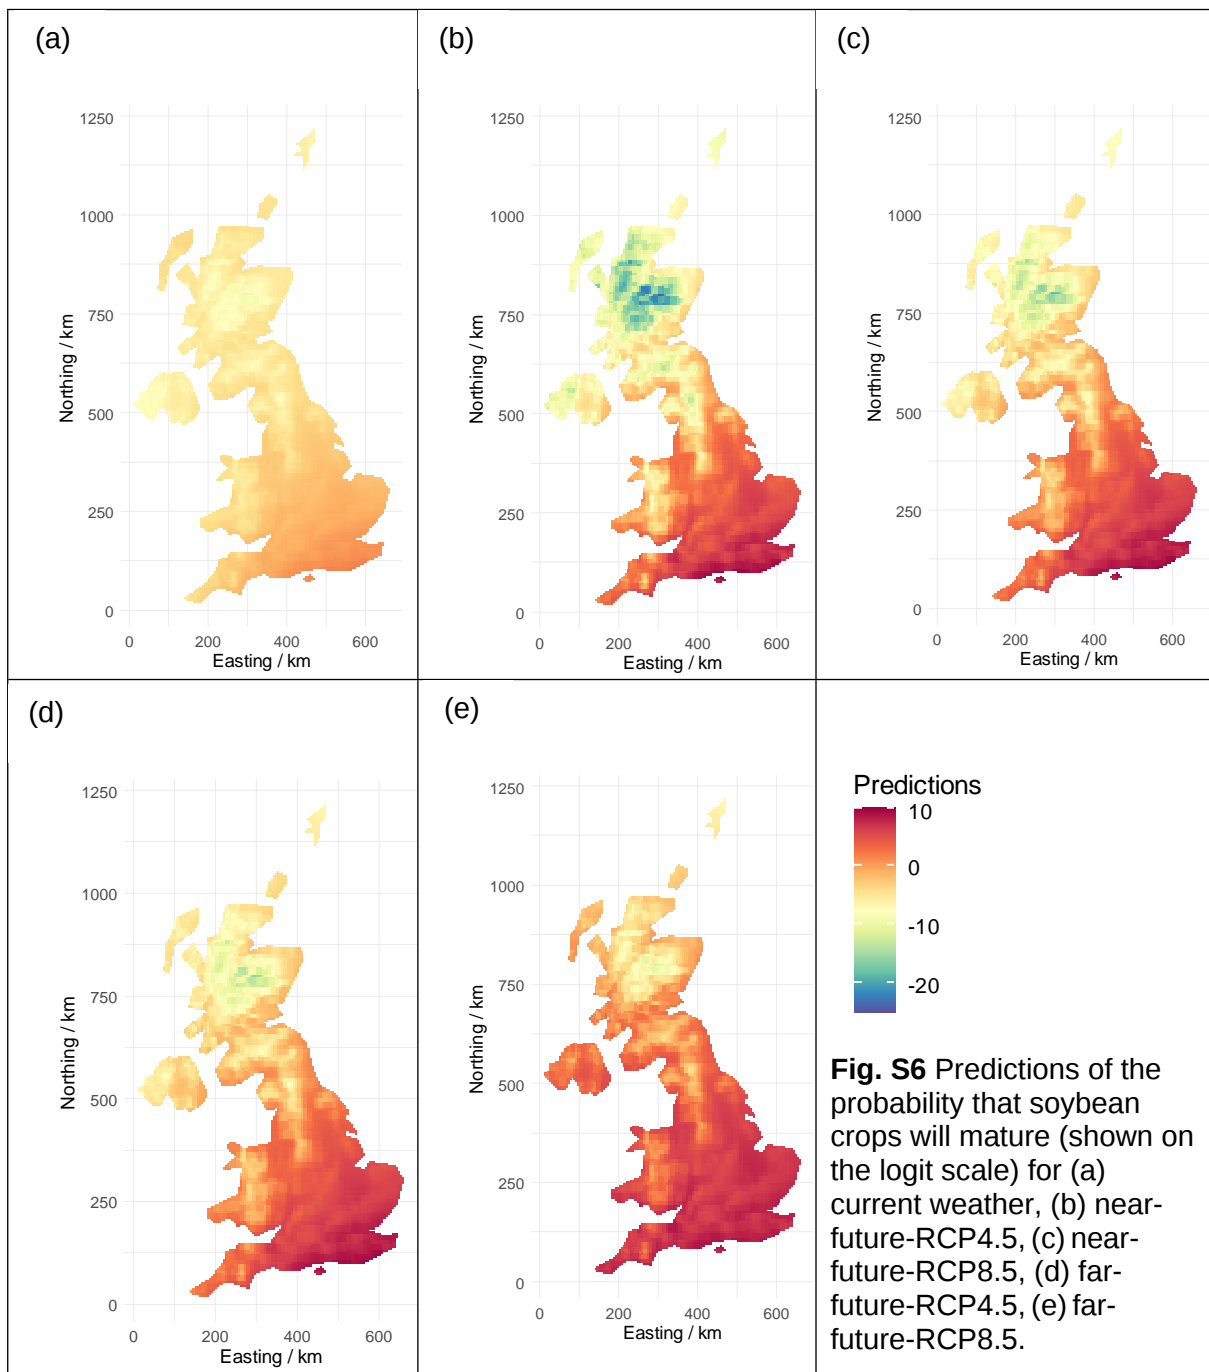 (a)
1250
1000
750
500
250
0
Northing / km
0 200 400 600
Easting / km
(b)
1250
1000
750
500
250
0
Northing / km
0 200 400 600
Easting / km
(c)
1250
1000
750
500
250
0
Northing / km
0 200 400 600
Easting / km
(d)
1250
1000
750
500
250
0
Northing / km
0 200 400 600
Easting / km
(e)
1250
1000
750
500
250
0
Northing / km
0 200 400 600
Easting / km
Predictions
10
0
-10
-20
Fig. S6 Predictions of the
probability that soybean
crops will mature (shown on
the logit scale) for (a)
current weather, (b) near-
future-RCP4.5, (c) near-
future-RCP8.5, (d) far-
future-RCP4.5, (e) far-
future-RCP8.5.